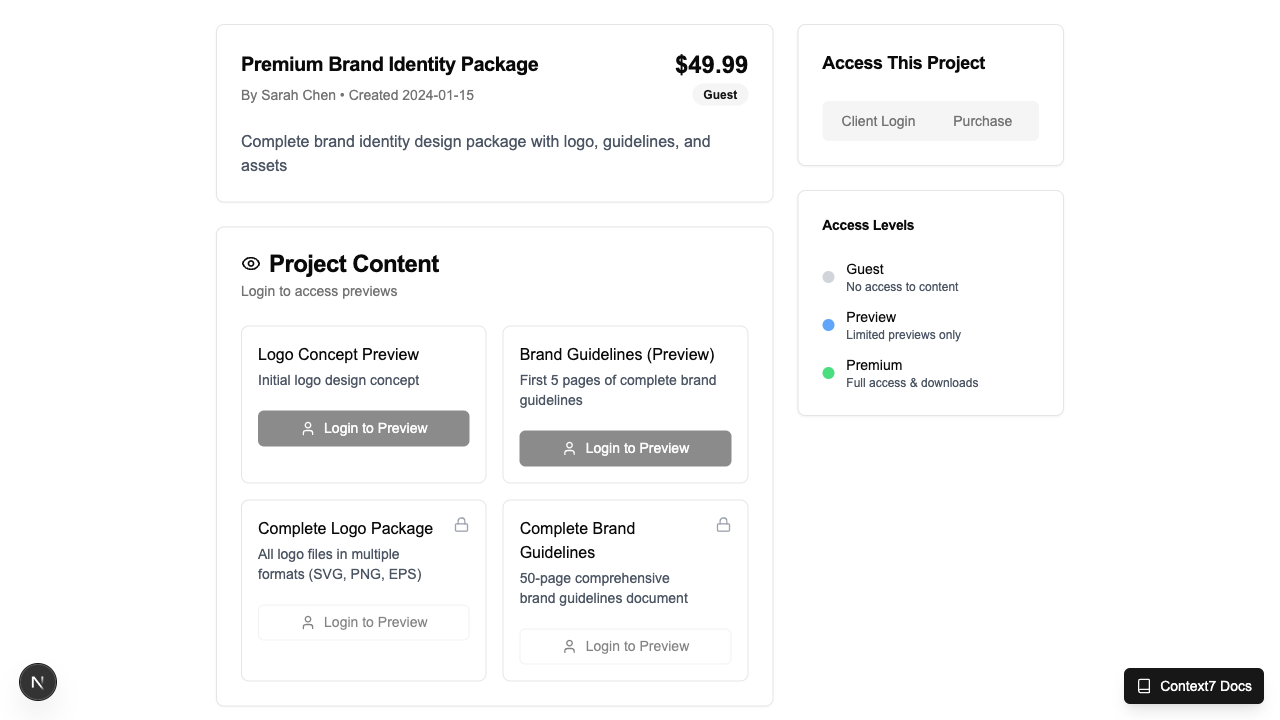 Premium Brand Identity Package
$49.99
By Sarah Chen • Created 2024-01-15
Guest
Complete brand identity design package with logo, guidelines, and
assets
Project Content
Login to access previews
Logo Concept Preview
Initial logo design concept
Login to Preview
Brand Guidelines (Preview)
First 5 pages of complete brand
guidelines
Login to Preview
Complete Logo Package
All logo files in multiple
formats (SVG, PNG, EPS)
Login to Preview
Complete Brand
Guidelines
50-page comprehensive
brand guidelines document
Login to Preview
Access This Project
Client Login
Purchase
Access Levels
Guest
No access to content
Preview
Limited previews only
Premium
Full access & downloads
N
Context7 Docs